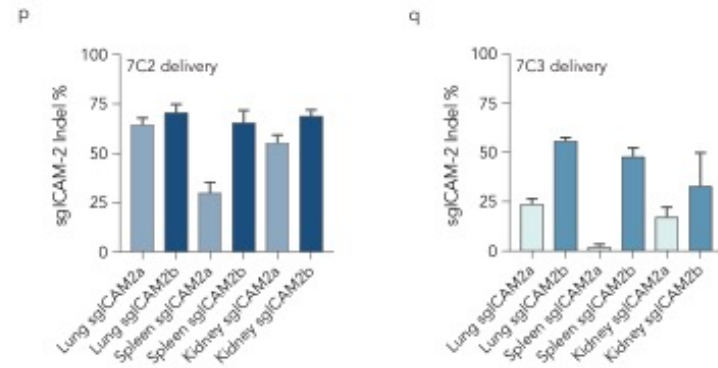 p
100
7C2 delivery
75
50
25
0
sgICAM-2 Indel %
Lung sgICAM2a
Lung sgICAM2b
Spleen sgICAM2a
Spleen sgICAM2b
Kidney sgICAM2a
Kidney sgICAM2b
q
100
7C3 delivery
75
50
25
0
sgICAM-2 Indel %
Lung sgICAM2a
Lung sgICAM2b
Spleen sgICAM2a
Spleen sgICAM2b
Kidney sgICAM2a
Kidney sgICAM2b